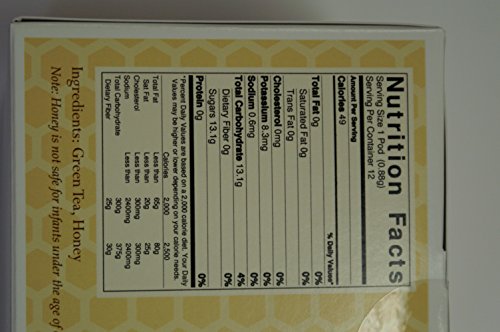 Nutrition Facts
Serving Size 1 Pod (0.88g)
Serving Per Container 12
Amount Per Serving
Calories 49
% Daily Values*
Total Fat 0g 0%
Saturated Fat 0g 0%
Trans Fat 0g
Cholesterol 0mg 0%
Potassium 8.3mg 0%
Sodium 0.6mg 0%
Total Carbohydrate 13.1g 4%
Dietary Fiber 0g 0%
Sugars 13.1g
Protein 0g 0%
*Percent Daily Values are based on a 2,000 calorie diet. Your Daily
Values may be higher or lower depending on your calorie needs.
Calories 2,000 2,500
Total Fat Less than 65g 80g
Sat Fat Less than 20g 25g
Cholesterol Less than 300mg 300mg
Sodium Less than 2400mg 2400mg
Total Carbohydrate 300g 375g
Dietary Fiber 25g 30g
Ingredients: Green Tea, Honey
Note: Honey is not safe for infants under the age of